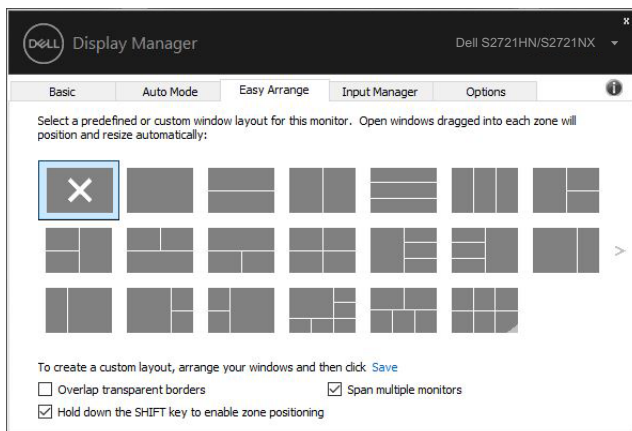 x
DELL Display Manager Dell S2721HN/S2721NX
Basic Auto Mode Easy Arrange Input Manager Options
Select a predefined or custom window layout for this monitor. Open windows dragged into each zone will
position and resize automatically:
>
To create a custom layout, arrange your windows and then click Save
Overlap transparent borders Span multiple monitors
Hold down the SHIFT key to enable zone positioning